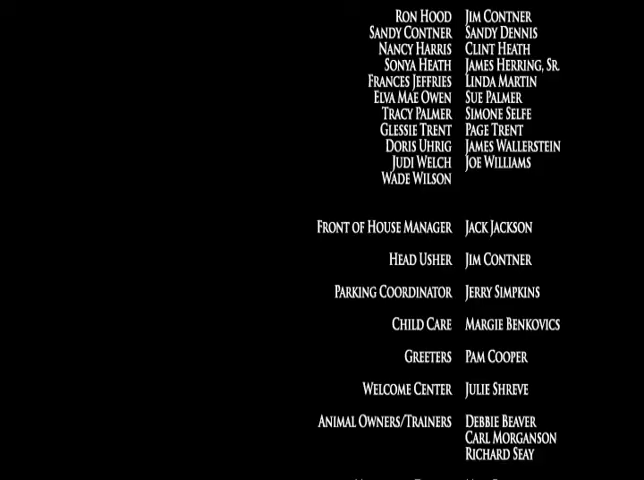 Ron Hood Jim Contner
Sandy Contner Sandy Dennis
Nancy Harris Clint Heath
Sonya Heath James Herring, Sr.
Frances Jeffries Linda Martin
Elva Mae Owen Sue Palmer
Tracy Palmer Simone Selfe
Glessie Trent Page Trent
Doris Uhrig James Wallerstein
Judi Welch Joe Williams
Wade Wilson
Front of House Manager Jack Jackson
Head Usher Jim Contner
Parking Coordinator Jerry Simpkins
Child Care Margie Benkovics
Greeters Pam Cooper
Welcome Center Julie Shreve
Animal Owners/Trainers Debbie Beaver
Carl Morganson
Richard Seay